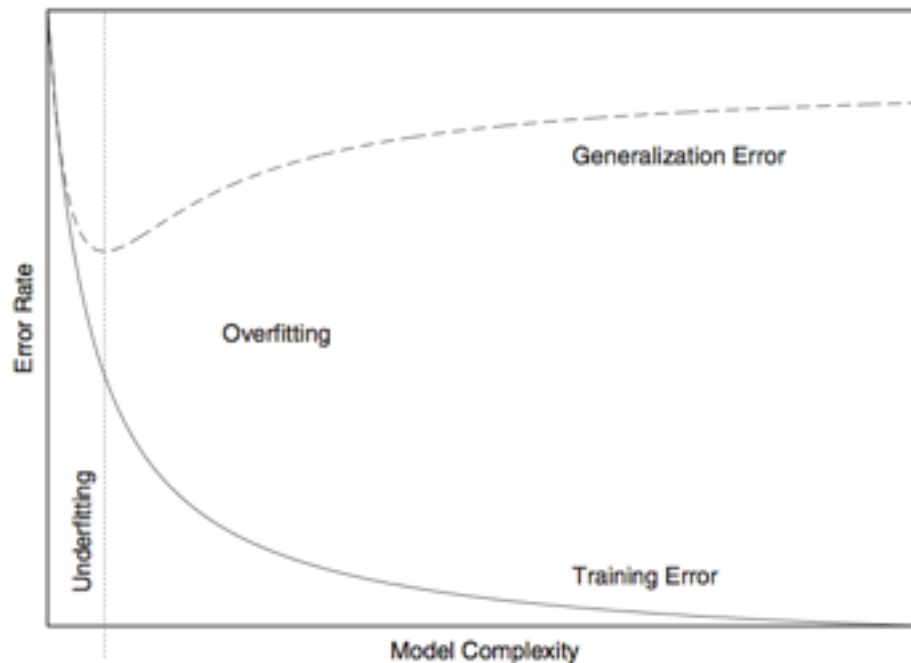 Generalization Error
Overfitting
Error Rate
Underfitting
Training Error
Model Complexity